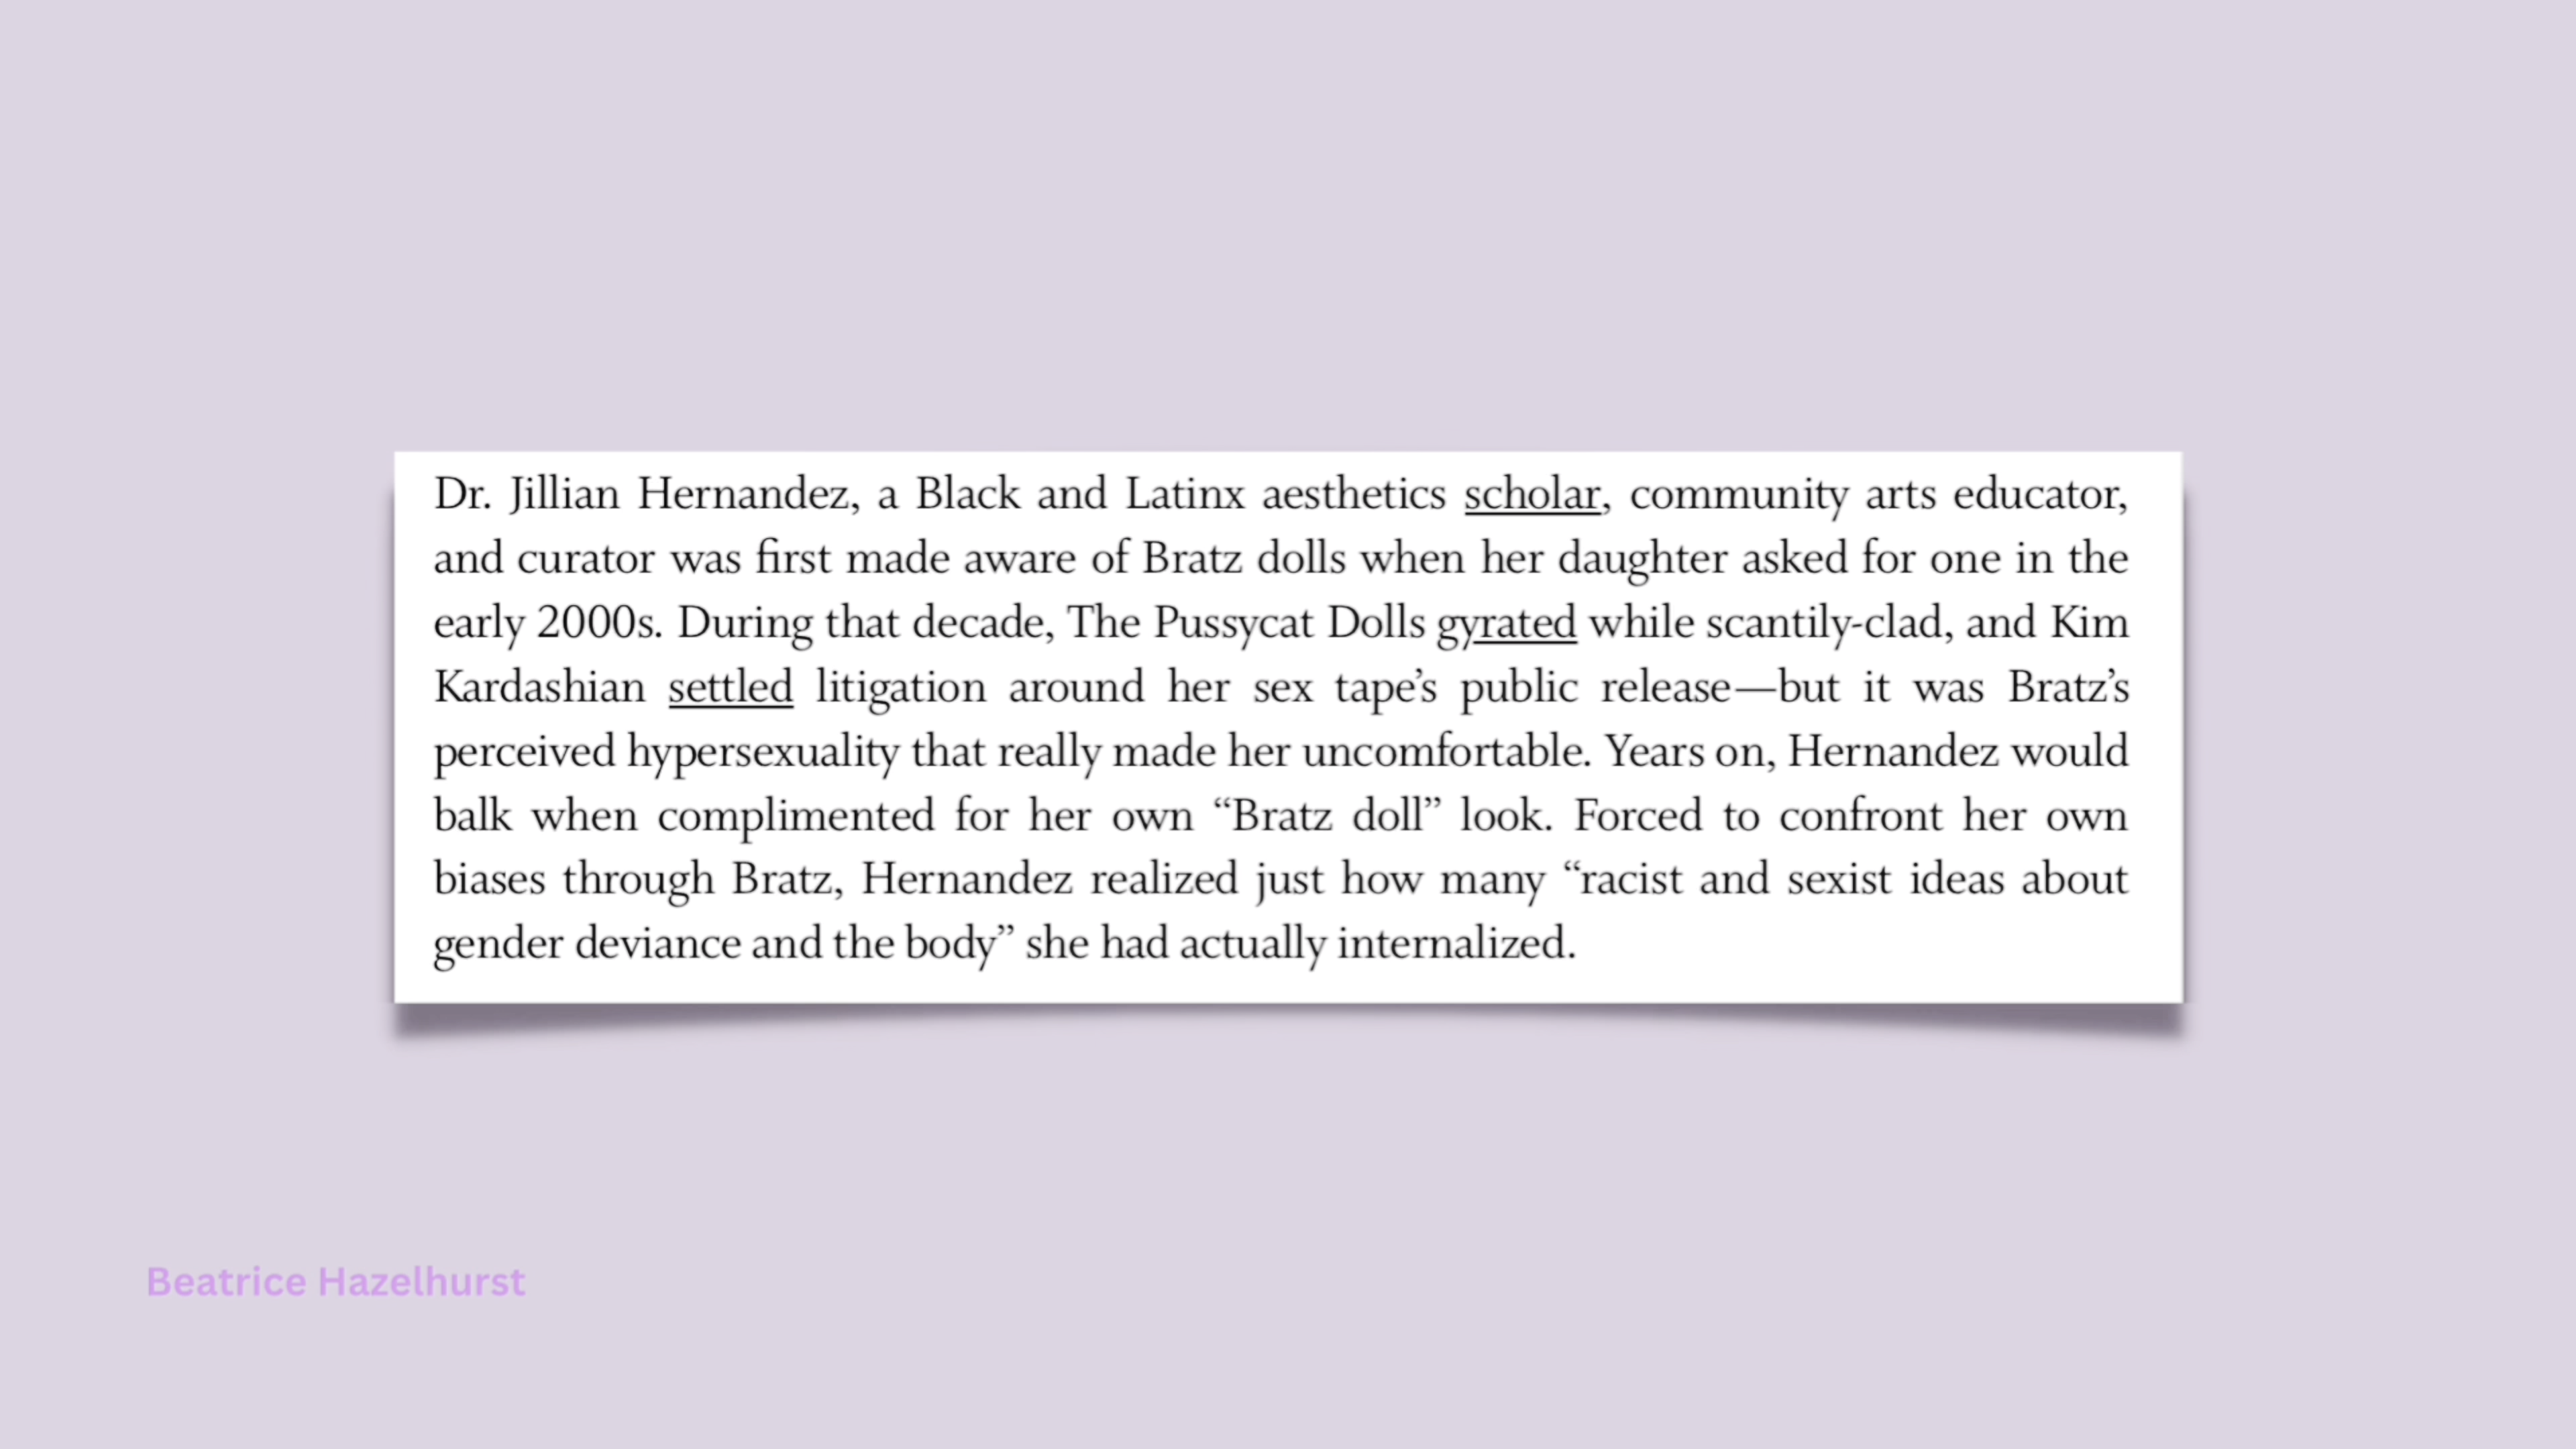 Dr. Jillian Hernandez, a Black and Latinx aesthetics scholar, community arts educator,
and curator was first made aware of Bratz dolls when her daughter asked for one in the
early 2000s. During that decade, The Pussycat Dolls gyrated while scantily-clad, and Kim
Kardashian settled litigation around her sex tape’s public release—but it was Bratz’s
perceived hypersexuality that really made her uncomfortable. Years on, Hernandez would
balk when complimented for her own “Bratz doll” look. Forced to confront her own
biases through Bratz, Hernandez realized just how many “racist and sexist ideas about
gender deviance and the body” she had actually internalized.
Beatrice Hazelhurst